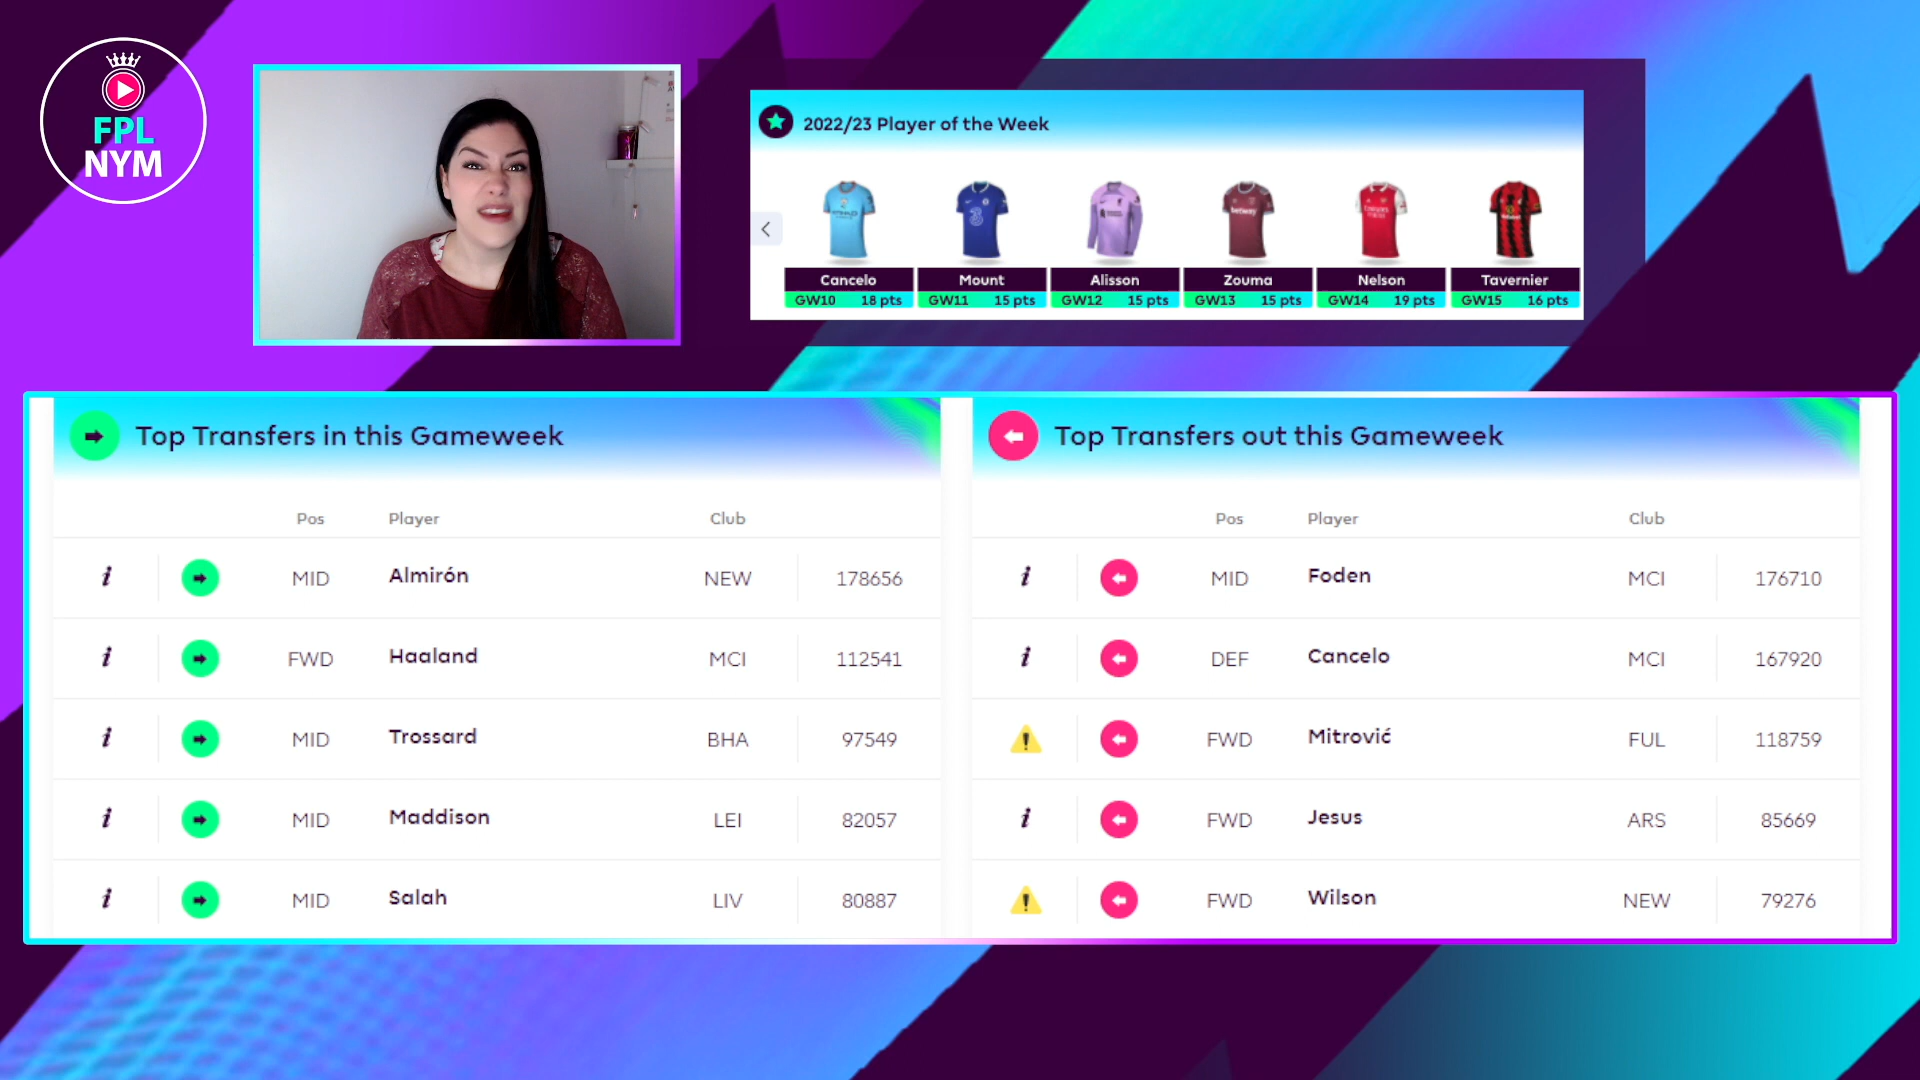 FPL
NYM
2022/23 Player of the Week
Cancelo Mount Alisson Zouma Nelson Tavernier
GW10 18 pts GW11 15 pts GW12 15 pts GW13 15 pts GW14 19 pts GW15 16 pts
Top Transfers in this Gameweek
Pos Player Club
MID Almirón NEW 178656
FWD Haaland MCI 112541
MID Trossard BHA 97549
MID Maddison LEI 82057
MID Salah LIV 80887
Top Transfers out this Gameweek
Pos Player Club
MID Foden MCI 176710
DEF Cancelo MCI 167920
FWD Mitrović FUL 118759
FWD Jesus ARS 85669
FWD Wilson NEW 79276